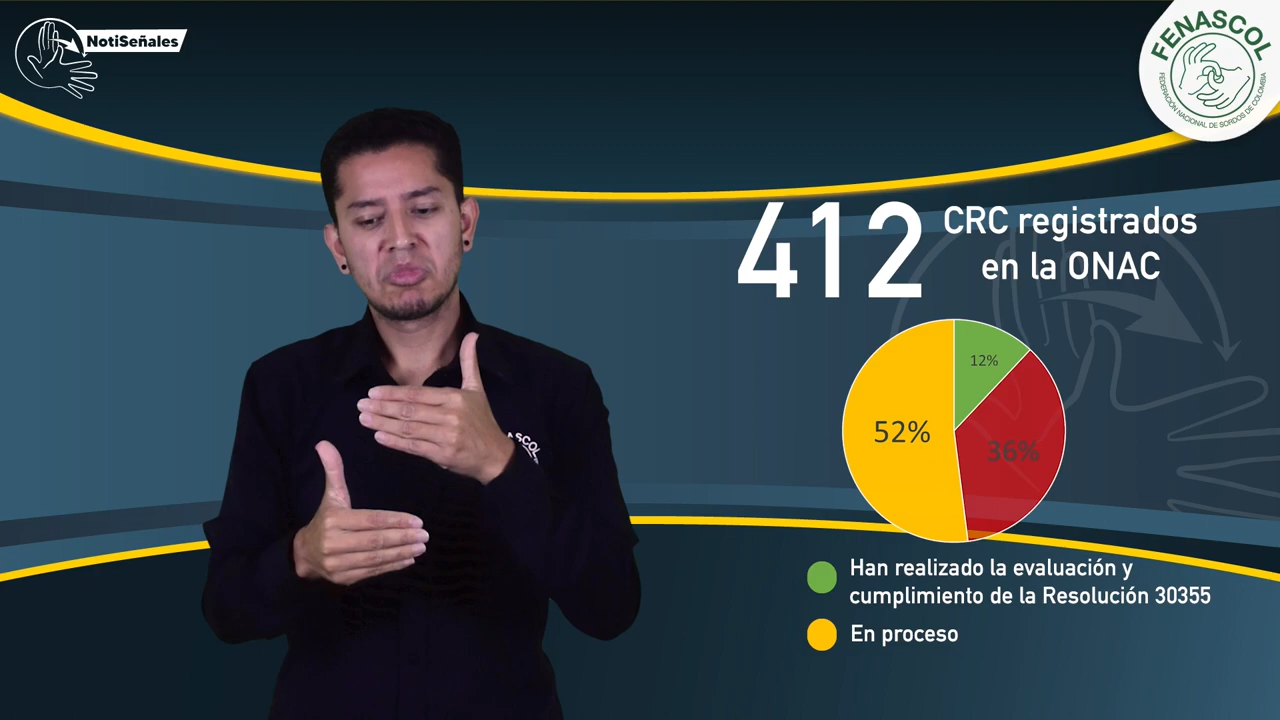 NotiSeñales
FENASCOL
FEDERACIÓN NACIONAL DE SORDOS DE COLOMBIA
412
CRC registrados
en la ONAC
12%
52%
36%
ASCOL
Han realizado la evaluación y
cumplimiento de la Resolución 30355
En proceso